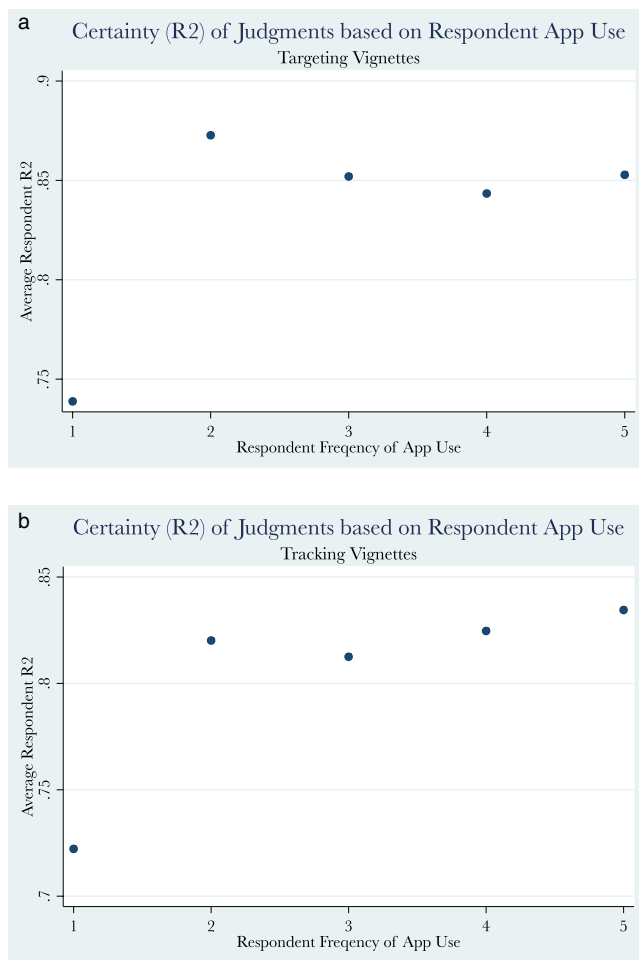 a
Certainty (R2) of Judgments based on Respondent App Use
Targeting Vignettes
Average Respondent R2
.9
.85
.8
.75
1 2 3 4 5
Respondent Freqency of App Use
b
Certainty (R2) of Judgments based on Respondent App Use
Tracking Vignettes
Average Respondent R2
.85
.8
.75
.7
1 2 3 4 5
Respondent Freqency of App Use